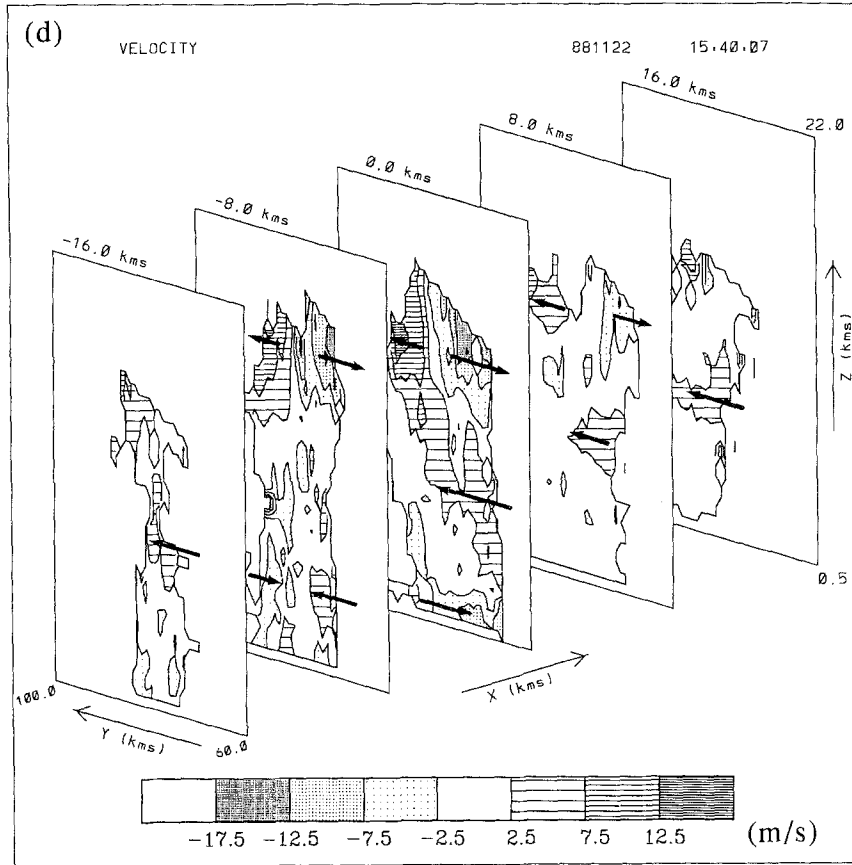 (d)
VELOCITY 881122 15:40:07
16.0 kms
22.0
8.0 kms
0.0 kms
-8.0 kms
-16.0 kms
Z (kms)
0.5
X (kms)
100.0
Y (kms)
60.0
-17.5 -12.5 -7.5 -2.5 2.5 7.5 12.5 (m/s)